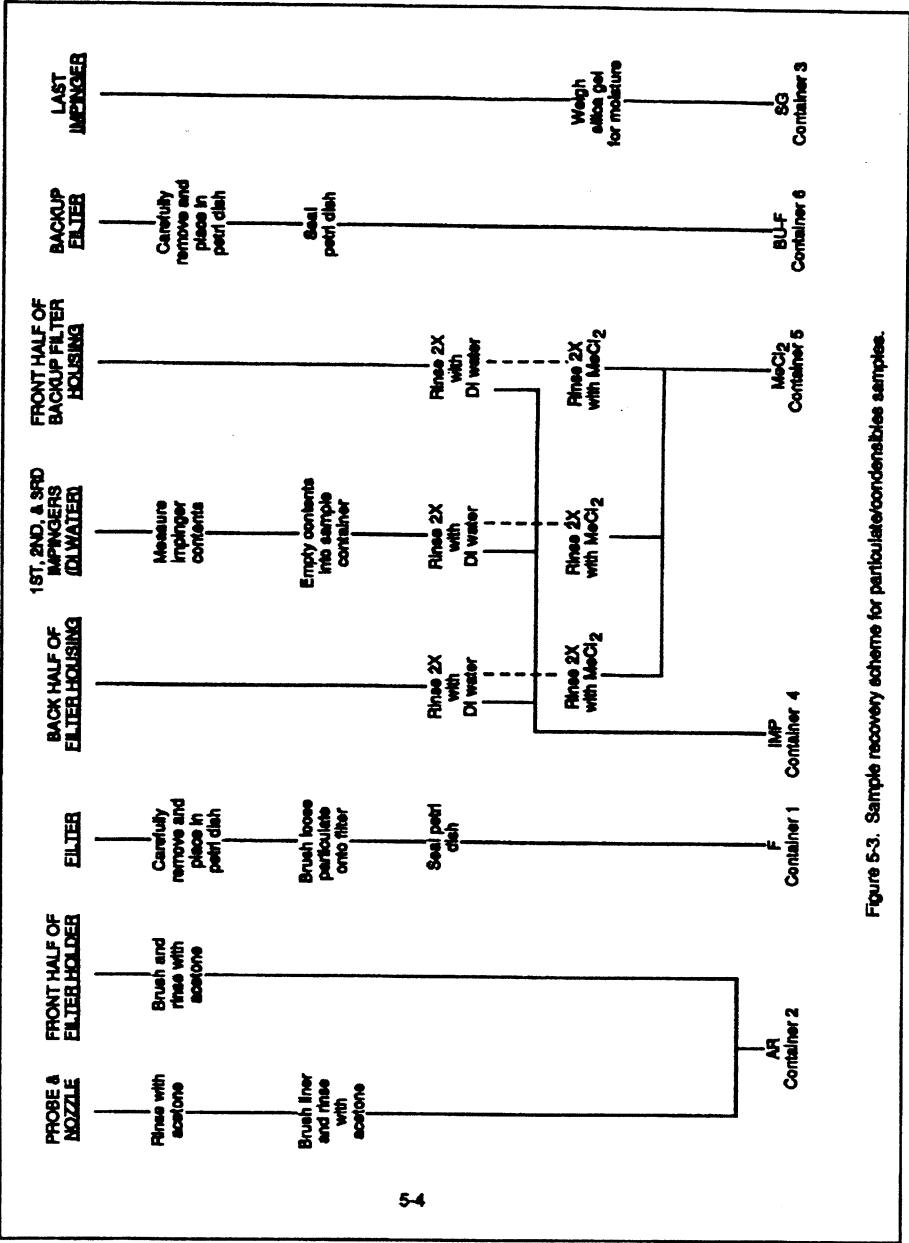 PROBE &
NOZZLE
Rinse with
acetone
Brush liner
and rinse
with
acetone
FRONT HALF OF
FILTER HOLDER
Brush and
rinse with
acetone
AR
Container 2
FILTER
Carefully
remove and
place in
petri dish
Brush loose
particulate
onto filter
Seal petri
dish
F
Container 1
BACK HALF OF
FILTER HOUSING
Rinse 2X
with
DI water
Rinse 2X
with MeCl2
IMP
Container 4
1ST, 2ND, & 3RD
IMPINGERS
(DI WATER)
Measure
impinger
contents
Empty contents
into sample
container
Rinse 2X
with
DI water
Rinse 2X
with MeCl2
FRONT HALF OF
BACKUP FILTER
HOUSING
Rinse 2X
with
DI water
Rinse 2X
with MeCl2
MeCl2
Container 5
BACKUP
FILTER
Carefully
remove and
place in
petri dish
Seal
petri dish
BU-F
Container 6
LAST
IMPINGER
Weigh
silica gel
for moisture
SG
Container 3
Figure 5-3. Sample recovery scheme for particulate/condensibles samples.
5-4